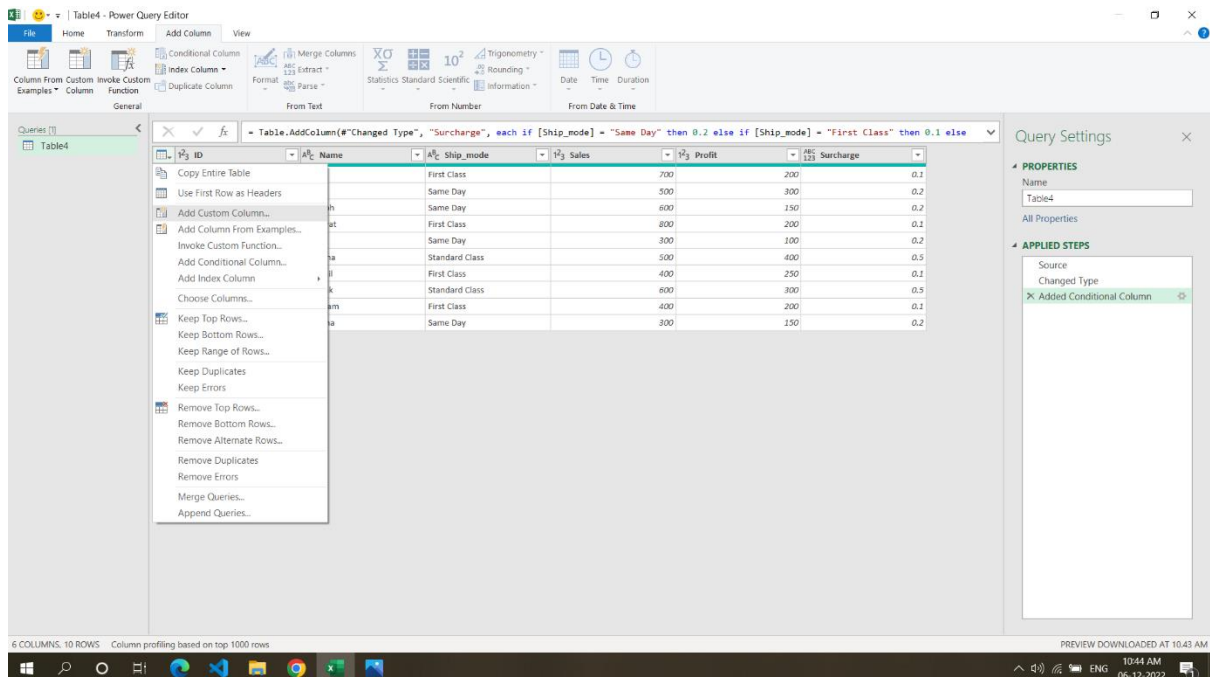 Table4 - Power Query Editor
File Home Transform Add Column View
Column From Examples
Custom Column
Invoke Custom Function
General
Conditional Column
Index Column
Duplicate Column
Format
Merge Columns
Extract
Parse
From Text
Statistics
Standard
Scientific
Trigonometry
Rounding
Information
From Number
Date
Time
Duration
From Date & Time
Queries [1]
Table4
fx = Table.AddColumn(#"Changed Type", "Surcharge", each if [Ship_mode] = "Same Day" then 0.2 else if [Ship_mode] = "First Class" then 0.1 else
ID Name Ship_mode Sales Profit Surcharge
First Class 700 200 0.1
Same Day 500 300 0.2
Same Day 600 150 0.2
First Class 800 200 0.1
Same Day 300 100 0.2
Standard Class 500 400 0.5
First Class 400 250 0.1
Standard Class 600 300 0.5
First Class 400 200 0.1
Same Day 300 150 0.2
Copy Entire Table
Use First Row as Headers
Add Custom Column...
Add Column From Examples...
Invoke Custom Function...
Add Conditional Column...
Add Index Column
Choose Columns...
Keep Top Rows...
Keep Bottom Rows...
Keep Range of Rows...
Keep Duplicates
Keep Errors
Remove Top Rows...
Remove Bottom Rows...
Remove Alternate Rows...
Remove Duplicates
Remove Errors
Merge Queries...
Append Queries...
Query Settings
PROPERTIES
Name
Table4
All Properties
APPLIED STEPS
Source
Changed Type
Added Conditional Column
6 COLUMNS, 10 ROWS Column profiling based on top 1000 rows
PREVIEW DOWNLOADED AT 10.43 AM
ENG
10:44 AM
06-12-2022